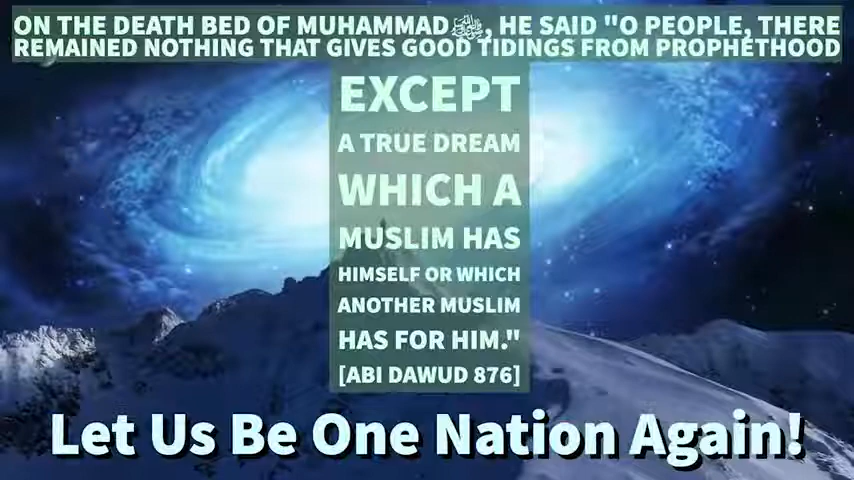 ON THE DEATH BED OF MUHAMMAD ﷺ, HE SAID "O PEOPLE, THERE
REMAINED NOTHING THAT GIVES GOOD TIDINGS FROM PROPHETHOOD
EXCEPT
A TRUE DREAM
WHICH A
MUSLIM HAS
HIMSELF OR WHICH
ANOTHER MUSLIM
HAS FOR HIM."
[ABI DAWUD 876]
Let Us Be One Nation Again!